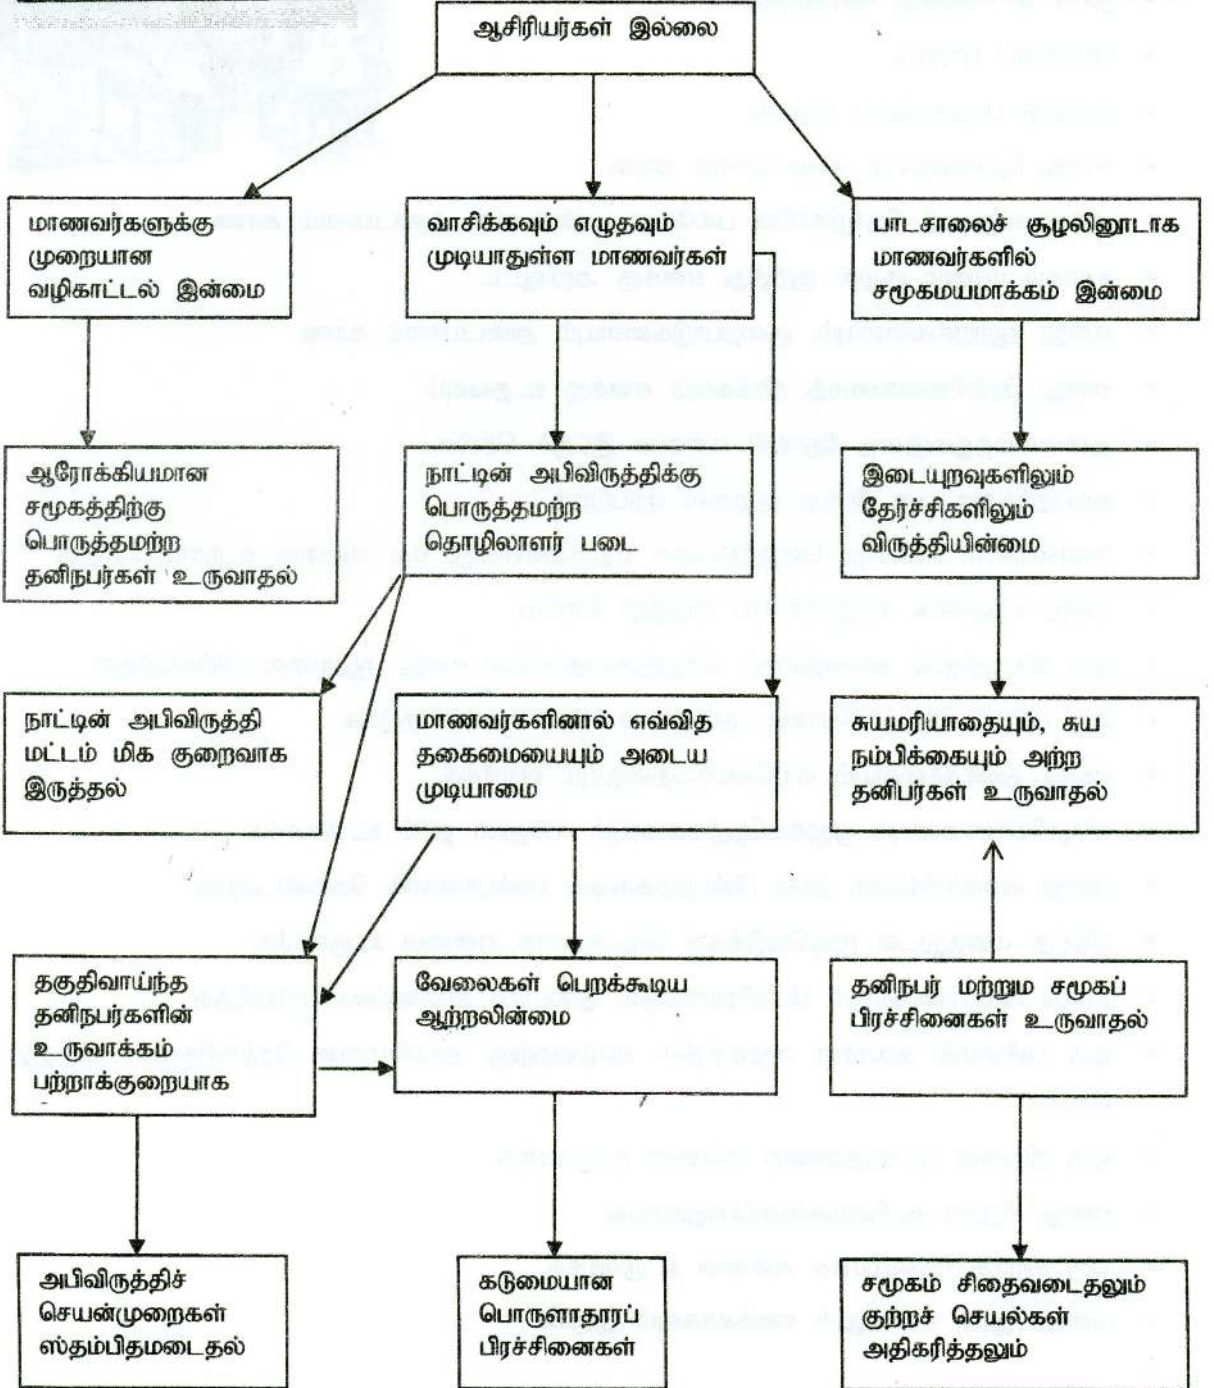 ஆசிரியர்கள் இல்லை
மாணவர்களுக்கு
முறையான
வழிகாட்டல் இன்மை
வாசிக்கவும் எழுதவும்
முடியாதுள்ள மாணவர்கள்
பாடசாலைச் சூழலினூடாக
மாணவர்களில்
சமூகமயமாக்கம் இன்மை
ஆரோக்கியமான
சமூகத்திற்கு
பொருத்தமற்ற
தனிநபர்கள் உருவாதல்
நாட்டின் அபிவிருத்திக்கு
பொருத்தமற்ற
தொழிலாளர் படை
இடையுறவுகளிலும்
தேர்ச்சிகளிலும்
விருத்தியின்மை
நாட்டின் அபிவிருத்தி
மட்டம் மிக குறைவாக
இருத்தல்
மாணவர்களினால் எவ்வித
தகைமையையும் அடைய
முடியாமை
சுயமரியாதையும், சுய
நம்பிக்கையும் அற்ற
தனிபர்கள் உருவாதல்
தகுதிவாய்ந்த
தனிநபர்களின்
உருவாக்கம்
பற்றாக்குறையாக
வேலைகள் பெறக்கூடிய
ஆற்றலின்மை
தனிநபர் மற்றும சமூகப்
பிரச்சினைகள் உருவாதல்
அபிவிருத்திச்
செயன்முறைகள்
ஸ்தம்பிதமடைதல்
கடுமையான
பொருளாதாரப்
பிரச்சினைகள்
சமூகம் சிதைவடைதலும்
குற்றச் செயல்கள்
அதிகரித்தலும்